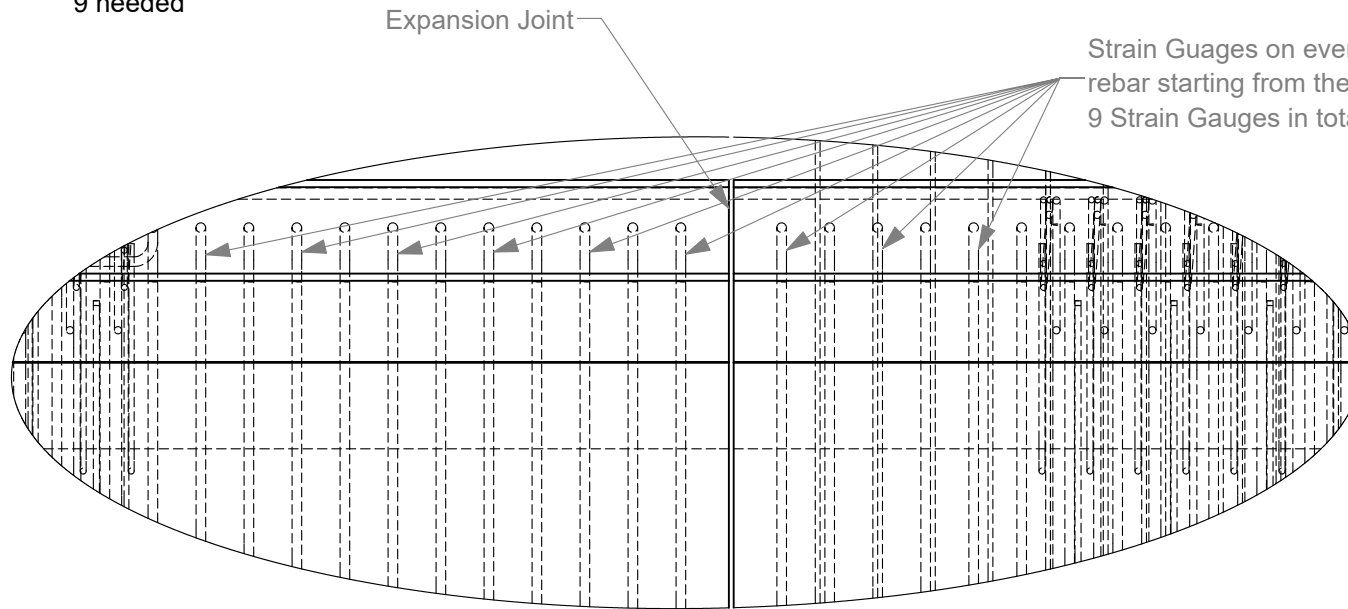 9 needed
Expansion Joint
Strain Guages on ever
rebar starting from the
9 Strain Gauges in tota